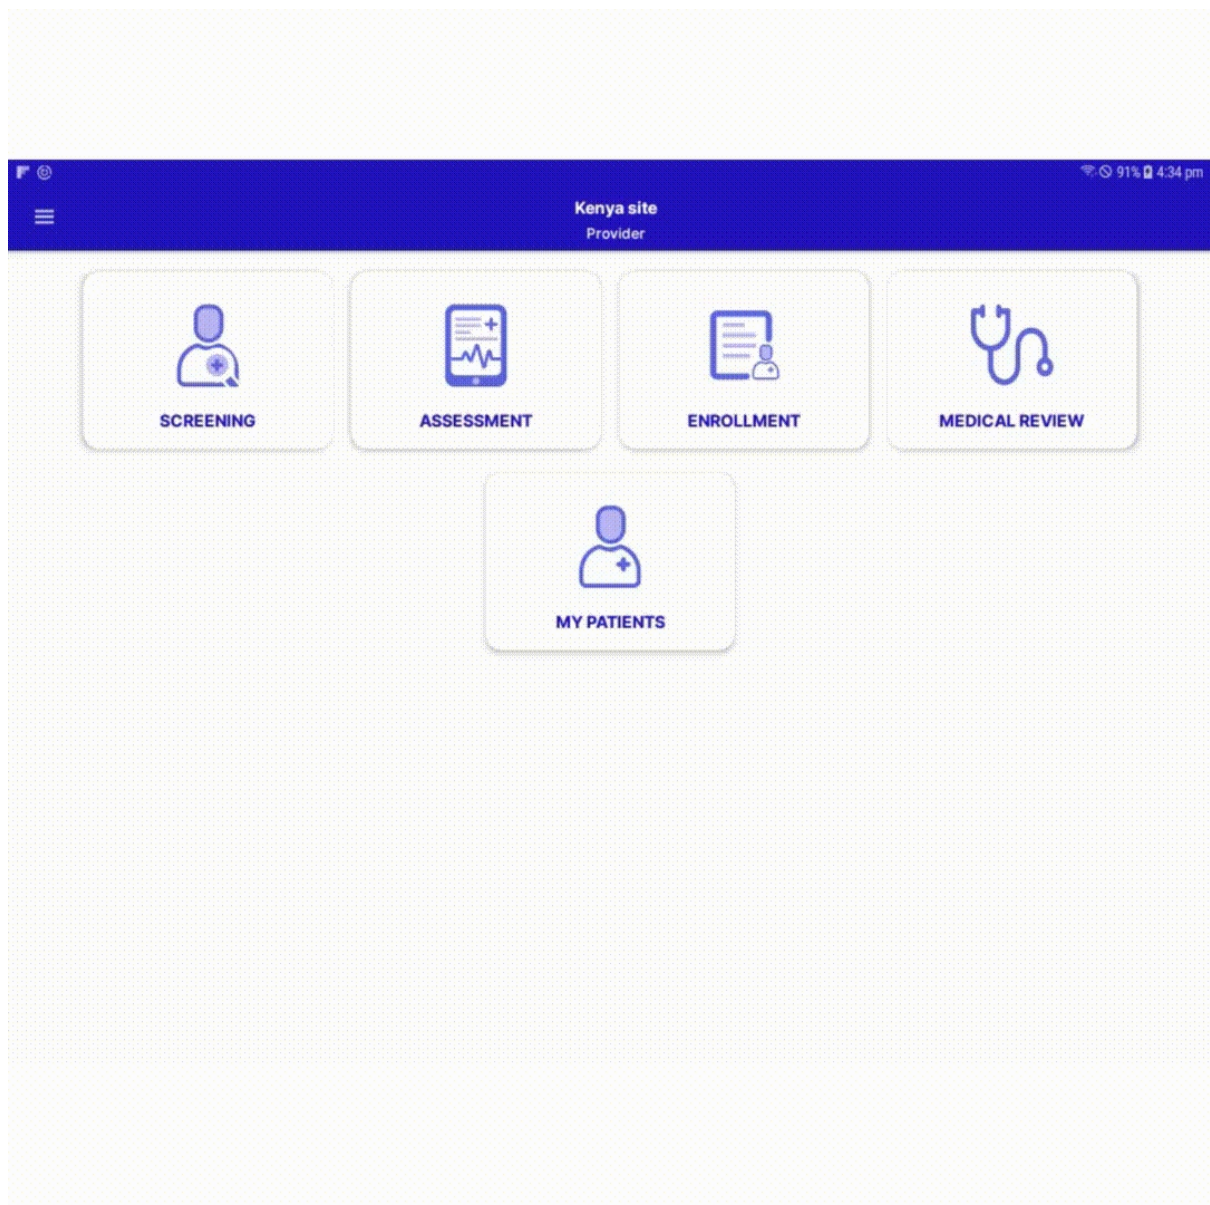 91% 4:34 pm
Kenya site
Provider
SCREENING
ASSESSMENT
ENROLLMENT
MEDICAL REVIEW
MY PATIENTS